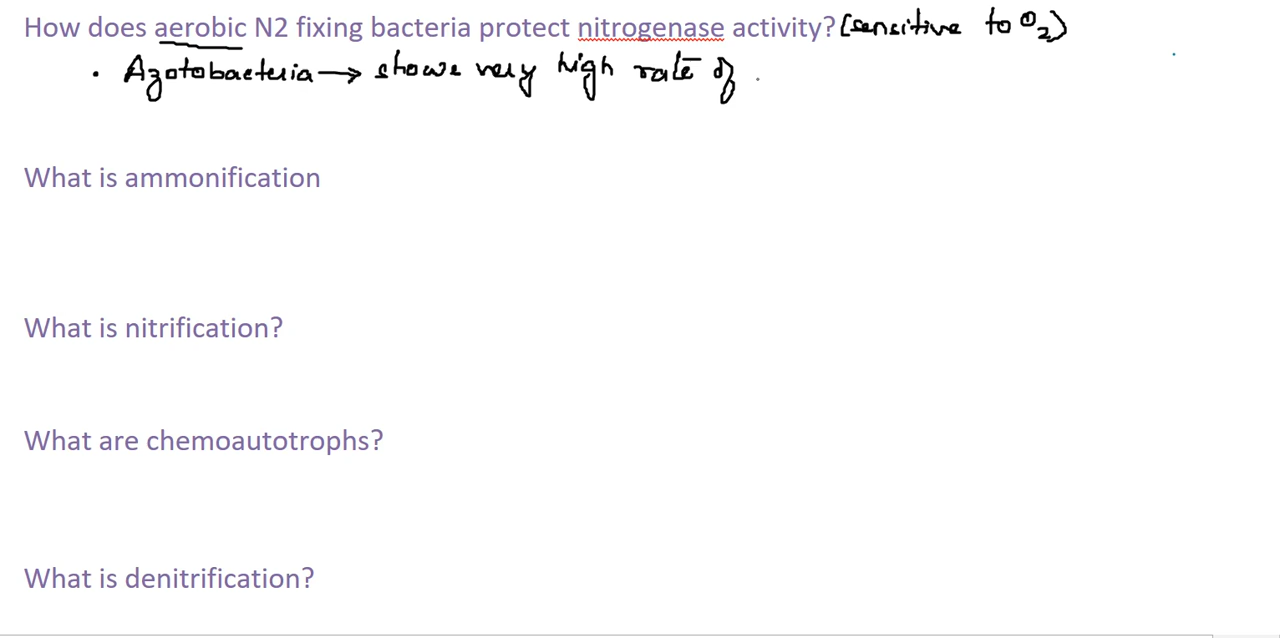 How does aerobic N2 fixing bacteria protect nitrogenase activity? (sensitive to O2)
· Azotobacteria → shows very high rate of
What is ammonification
What is nitrification?
What are chemoautotrophs?
What is denitrification?